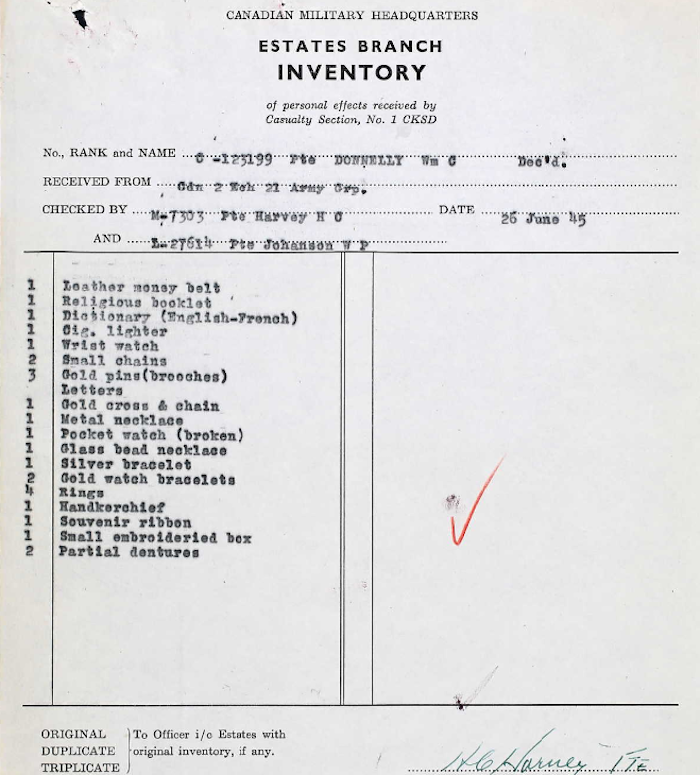 CANADIAN MILITARY HEADQUARTERS
ESTATES BRANCH
INVENTORY
of personal effects received by
Casualty Section, No. 1 CKSD
No., RANK and NAME C -123199 Pte DONNELLY Wm C Dec'd.
RECEIVED FROM Cdn 2 Ech 21 Army Grp.
CHECKED BY M-7303 Pte Harvey H C DATE 26 June 45
AND L-27614 Pte Johanson W P
1 Leather money belt
1 Religious booklet
1 Dictionary (English-French)
1 Cig. lighter
1 Wrist watch
2 Small chains
3 Gold pins(brooches)
Letters
1 Gold cross & chain
1 Metal necklace
1 Pocket watch (broken)
1 Glass bead necklace
1 Silver bracelet
2 Gold watch bracelets
4 Rings
1 Handkerchief
1 Souvenir ribbon
1 Small embroideried box
2 Partial dentures
ORIGINAL
DUPLICATE
TRIPLICATE
To Officer i/c Estates with
original inventory, if any.
H C Harvey Pte